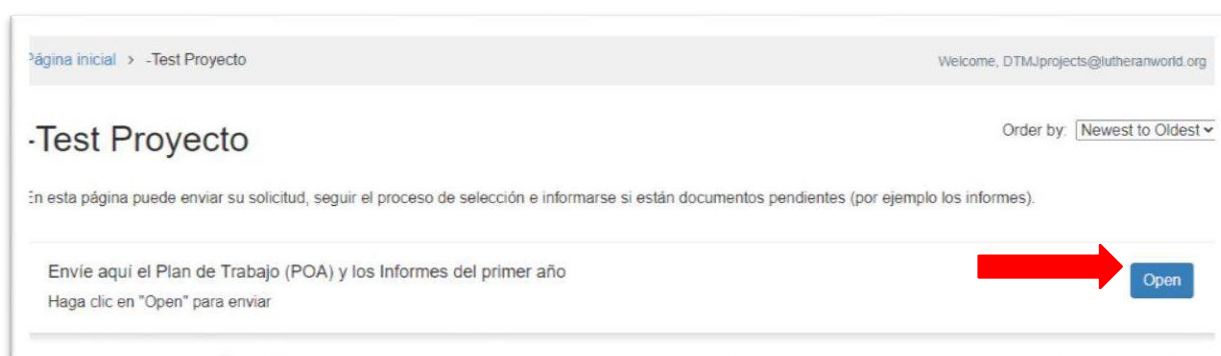 Página inicial > -Test Proyecto
Welcome, DTMJprojects@lutheranworld.org
-Test Proyecto
Order by: Newest to Oldest
En esta página puede enviar su solicitud, seguir el proceso de selección e informarse si están documentos pendientes (por ejemplo los informes).
Envíe aquí el Plan de Trabajo (POA) y los Informes del primer año
Open
Haga clic en "Open" para enviar